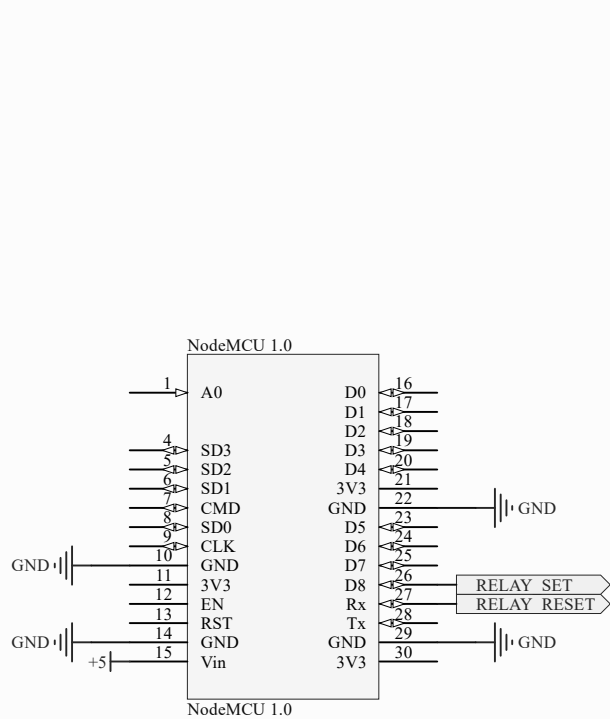 NodeMCU 1.0
1 A0 D0 16
D1 17
D2 18
4 SD3 D3 19
5 SD2 D4 20
6 SD1 3V3 21
7 CMD GND 22 GND
8 SD0 D5 23
9 CLK D6 24
GND 10 GND D7 25
11 3V3 D8 26 RELAY SET
12 EN Rx 27 RELAY RESET
13 RST Tx 28
GND 14 GND GND 29 GND
+5 15 Vin 3V3 30
NodeMCU 1.0